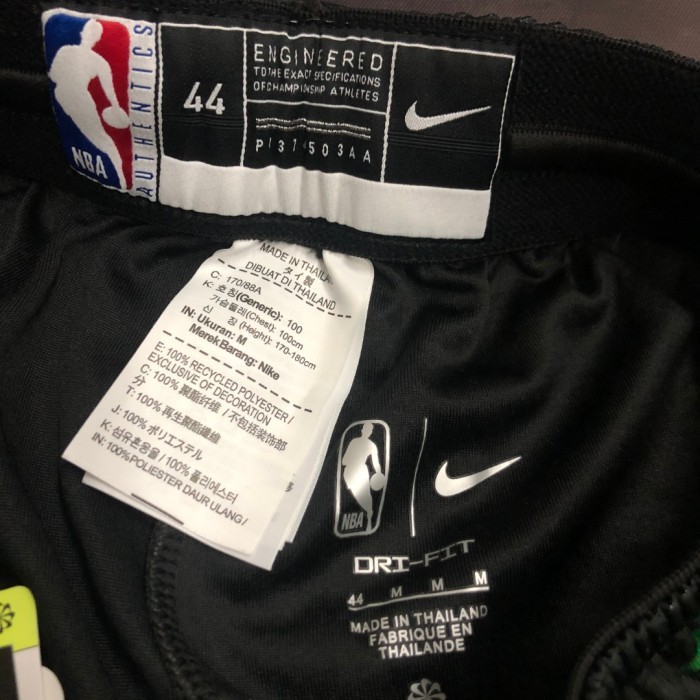 NBA
AUTHENTICS
44
ENGINEERED
TO THE EXACT SPECIFICATIONS
OF CHAMPIONSHIP ATHLETES
MADE IN THAILA
タイ製
DIBUAT DI THAILAND
C: 170/88A
K: 호칭(Generic): 100
가슴둘레(Chest): 100cm
신 장(Height): 170-180cm
IN: Ukuran: M
MerekBarang: Nike
E: 100% RECYCLED POLYESTER/
EXCLUSIVE OF DECORATION
C: 100% 聚酯纤维 / 不包括装饰部
分
T: 100% 再生聚酯纖維
J: 100% ポリエステル
K: 섬유혼용율 / 100% 폴리에스터
IN: 100% POLIESTER DAUR ULANG /
NBA
DRI-FIT
44 M M M
MADE IN THAILAND
FABRIQUE EN
THAILANDE